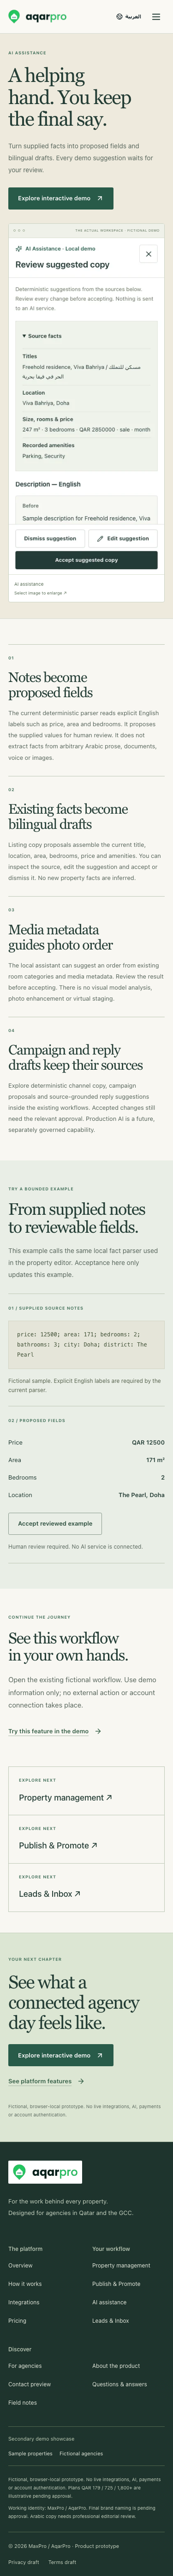 aqarpro
العربية
AI ASSISTANCE
A helping
hand. You keep
the final say.
Turn supplied facts into proposed fields and
bilingual drafts. Every demo suggestion waits for
your review.
Explore interactive demo ↗
THE ACTUAL WORKSPACE · FICTIONAL DEMO
AI Assistance · Local demo
Review suggested copy
Deterministic suggestions from the sources below.
Review every change before accepting. Nothing is sent
to an AI service.
▾ Source facts
Titles
Freehold residence, Viva Bahriya / مسكن للتملك
الحر في فيفا بحرية
Location
Viva Bahriya, Doha
Size, rooms & price
247 m² · 3 bedrooms · QAR 2850000 · sale · month
Recorded amenities
Parking, Security
Description — English
Before
Sample description for Freehold residence, Viva
Dismiss suggestion
Edit suggestion
Accept suggested copy
AI assistance
Select image to enlarge ↗
01
Notes become
proposed fields
The current deterministic parser reads explicit English
labels such as price, area and bedrooms. It proposes
the supplied values for human review. It does not
extract facts from arbitrary Arabic prose, documents,
voice or images.
02
Existing facts become
bilingual drafts
Listing copy proposals assemble the current title,
location, area, bedrooms, price and amenities. You can
inspect the source, edit the suggestion and accept or
dismiss it. No new property facts are inferred.
03
Media metadata
guides photo order
The local assistant can suggest an order from existing
room categories and media metadata. Review the result
before accepting. There is no visual model analysis,
photo enhancement or virtual staging.
04
Campaign and reply
drafts keep their sources
Explore deterministic channel copy, campaign
proposals and source-grounded reply suggestions
inside the existing workflows. Accepted changes still
need the relevant approval. Production AI is a future,
separately governed capability.
TRY A BOUNDED EXAMPLE
From supplied notes
to reviewable fields.
This example calls the same local fact parser used
in the property editor. Acceptance here only
updates this example.
01 / SUPPLIED SOURCE NOTES
price: 12500; area: 171; bedrooms: 2;
bathrooms: 3; city: Doha; district: The
Pearl
Fictional sample. Explicit English labels are required by the
current parser.
02 / PROPOSED FIELDS
Price QAR 12500
Area 171 m²
Bedrooms 2
Location The Pearl, Doha
Accept reviewed example
Human review required. No AI service is connected.
CONTINUE THE JOURNEY
See this workflow
in your own hands.
Open the existing fictional workflow. Use demo
information only; no external action or account
connection takes place.
Try this feature in the demo →
EXPLORE NEXT
Property management ↗
EXPLORE NEXT
Publish & Promote ↗
EXPLORE NEXT
Leads & Inbox ↗
YOUR NEXT CHAPTER
See what a
connected agency
day feels like.
Explore interactive demo ↗
See platform features →
Fictional, browser-local prototype. No live integrations, AI, payments
or account authentication.
aqarpro
For the work behind every property.
Designed for agencies in Qatar and the GCC.
The platform
Your workflow
Overview
Property management
How it works
Publish & Promote
Integrations
AI assistance
Pricing
Leads & Inbox
Discover
For agencies
About the product
Contact preview
Questions & answers
Field notes
Secondary demo showcase
Sample properties Fictional agencies
Fictional, browser-local prototype. No live integrations, AI, payments
or account authentication. Plans QAR 179 / 725 / 1,800+ are
illustrative pending approval.
Working identity: MaxPro / AqarPro. Final brand naming is pending
approval. Arabic copy needs professional editorial review.
© 2026 MaxPro / AqarPro · Product prototype
Privacy draft Terms draft